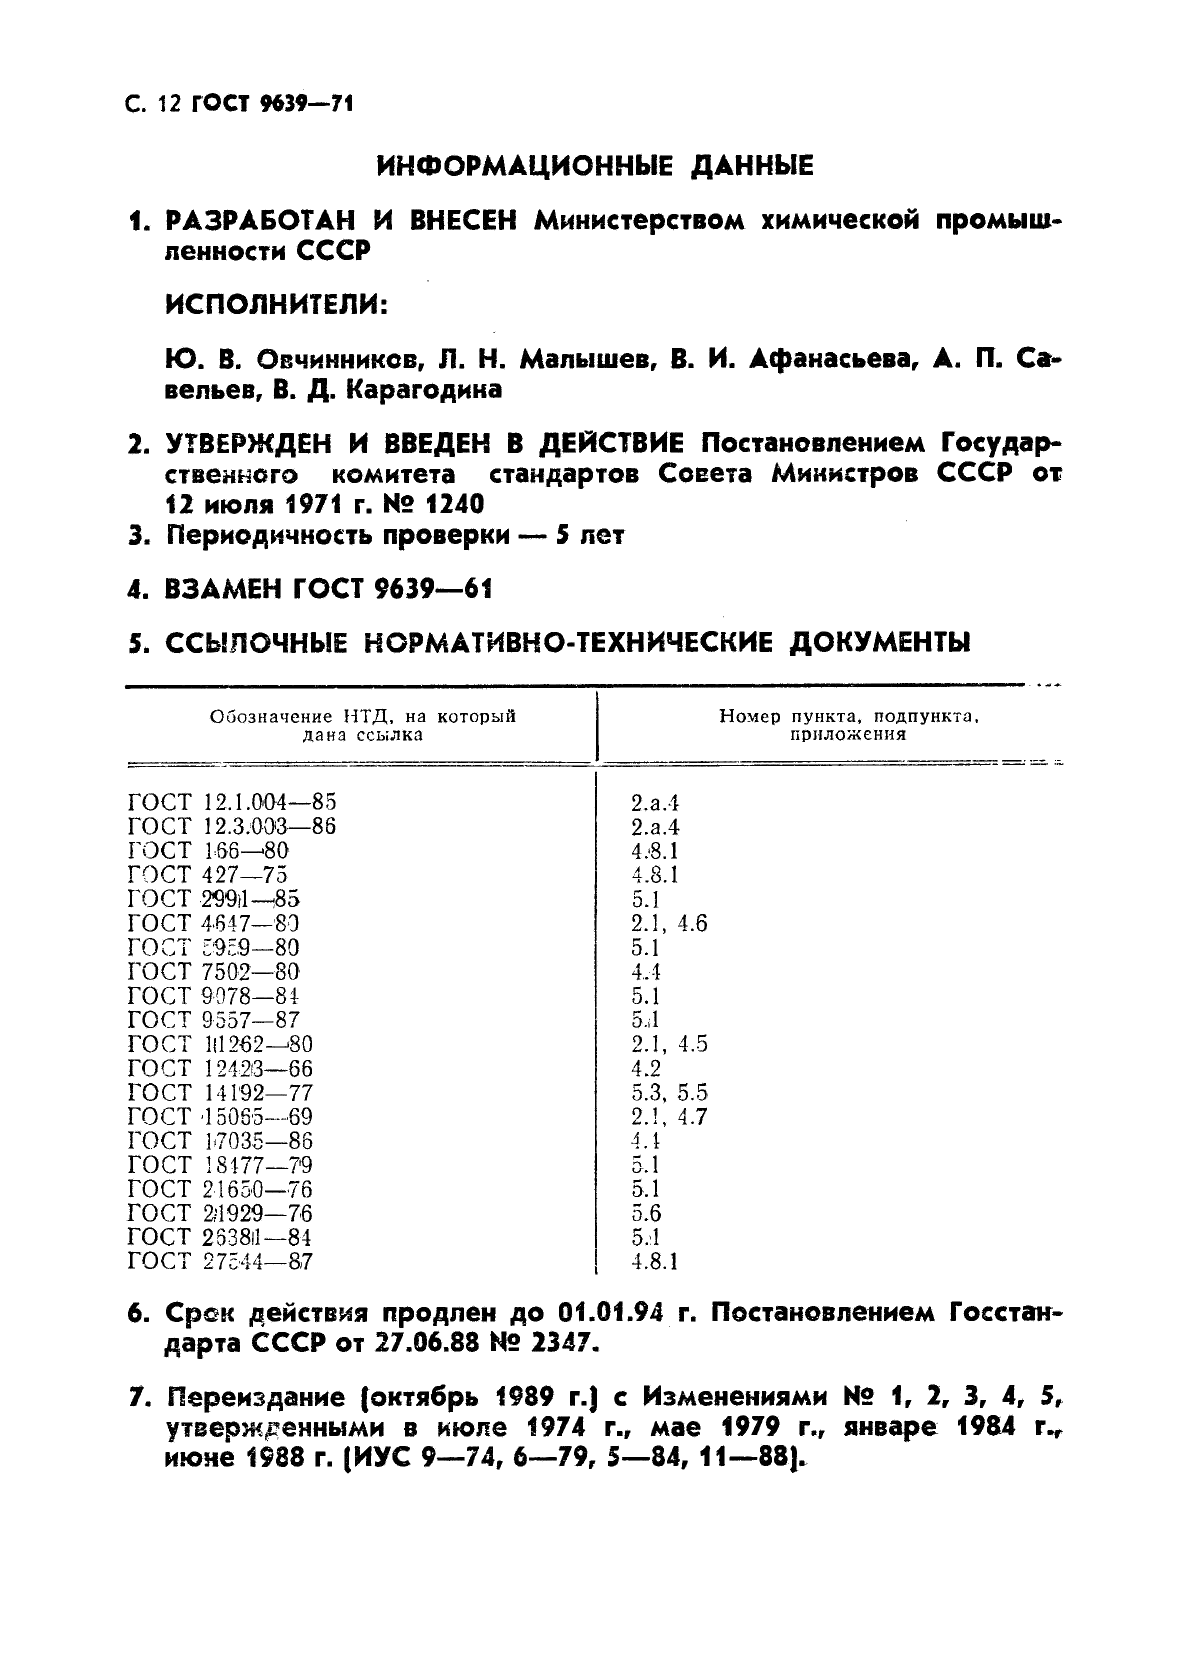 С. 12 ГОСТ 9639—71
ИНФОРМАЦИОННЫЕ ДАННЫЕ
1. РАЗРАБОТАН И ВНЕСЕН Министерством химической промыш-
ленности СССР
ИСПОЛНИТЕЛИ:
Ю. В. Овчинников, Л. Н. Малышев, В. И. Афанасьева, А. П. Са-
вельев, В. Д. Карагодина
2. УТВЕРЖДЕН И ВВЕДЕН В ДЕЙСТВИЕ Постановлением Государ-
ственного комитета стандартов Совета Министров СССР от
12 июля 1971 г. № 1240
3. Периодичность проверки — 5 лет
4. ВЗАМЕН ГОСТ 9639—61
5. ССЫЛОЧНЫЕ НОРМАТИВНО-ТЕХНИЧЕСКИЕ ДОКУМЕНТЫ
Обозначение НТД, на который
дана ссылка
Номер пункта, подпункта,
приложения
ГОСТ 12.1.004—85 2.а.4
ГОСТ 12.3.003—86 2.а.4
ГОСТ 166—80 4.8.1
ГОСТ 427—75 4.8.1
ГОСТ 2991—85 5.1
ГОСТ 4647—80 2.1, 4.6
ГОСТ 5959—80 5.1
ГОСТ 7502—80 4.4
ГОСТ 9078—84 5.1
ГОСТ 9557—87 5.1
ГОСТ 11262—80 2.1, 4.5
ГОСТ 12423—66 4.2
ГОСТ 14192—77 5.3, 5.5
ГОСТ 15065—69 2.1, 4.7
ГОСТ 17035—86 4.4
ГОСТ 18477—79 5.1
ГОСТ 21650—76 5.1
ГОСТ 21929—76 5.6
ГОСТ 26381—84 5.1
ГОСТ 27544—87 4.8.1
6. Срок действия продлен до 01.01.94 г. Постановлением Госстан-
дарта СССР от 27.06.88 № 2347.
7. Переиздание (октябрь 1989 г.) с Изменениями № 1, 2, 3, 4, 5,
утвержденными в июле 1974 г., мае 1979 г., январе 1984 г.,
июне 1988 г. (ИУС 9—74, 6—79, 5—84, 11—88).